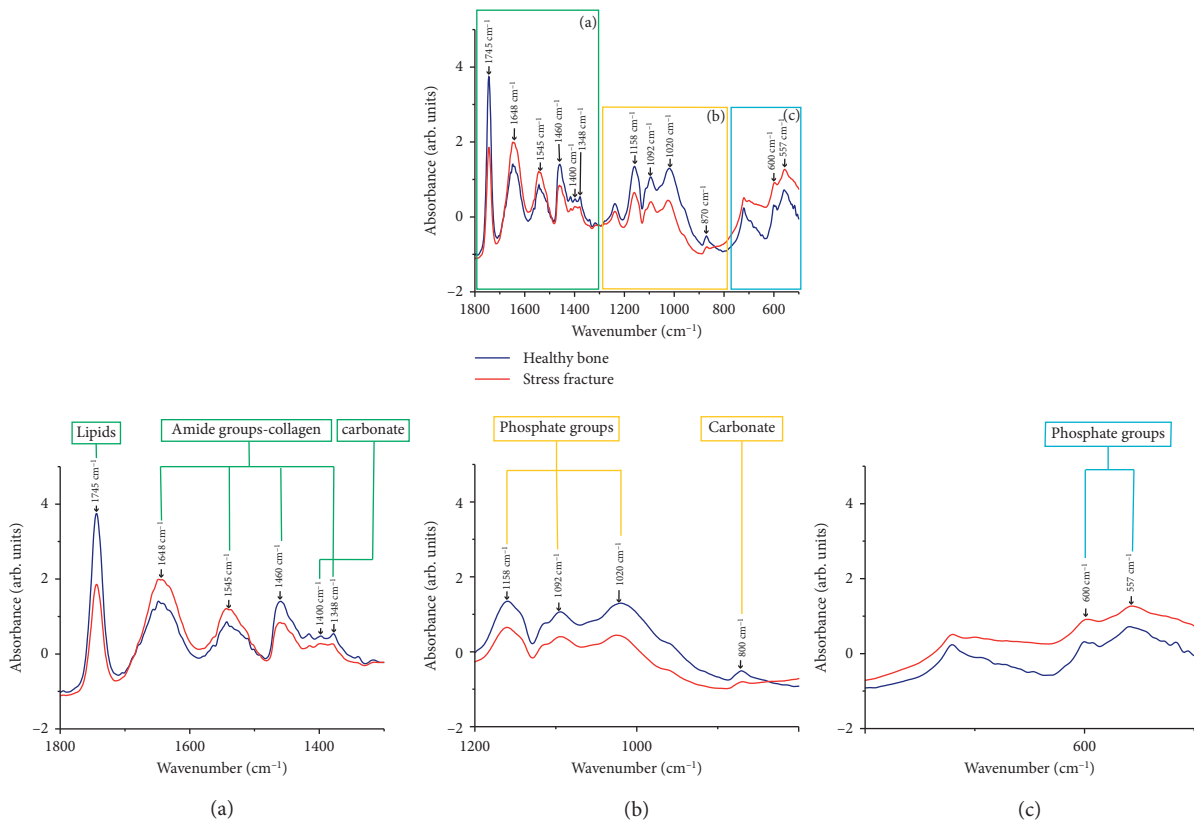 (a)
(b)
(c)
1745 cm⁻¹
1648 cm⁻¹
1545 cm⁻¹
1460 cm⁻¹
1400 cm⁻¹
1348 cm⁻¹
1158 cm⁻¹
1092 cm⁻¹
1020 cm⁻¹
870 cm⁻¹
600 cm⁻¹
557 cm⁻¹
Absorbance (arb. units)
4
2
0
−2
1800 1600 1400 1200 1000 800 600
Wavenumber (cm⁻¹)
Healthy bone
Stress fracture
Lipids
Amide groups-collagen
carbonate
1745 cm⁻¹
1648 cm⁻¹
1545 cm⁻¹
1460 cm⁻¹
1400 cm⁻¹
1348 cm⁻¹
Absorbance (arb. units)
4
2
0
−2
1800 1600 1400
Wavenumber (cm⁻¹)
(a)
Phosphate groups
Carbonate
1158 cm⁻¹
1092 cm⁻¹
1020 cm⁻¹
800 cm⁻¹
Absorbance (arb. units)
4
2
0
−2
1200 1000
Wavenumber (cm⁻¹)
(b)
Phosphate groups
600 cm⁻¹
557 cm⁻¹
Absorbance (arb. units)
4
2
0
−2
600
Wavenumber (cm⁻¹)
(c)